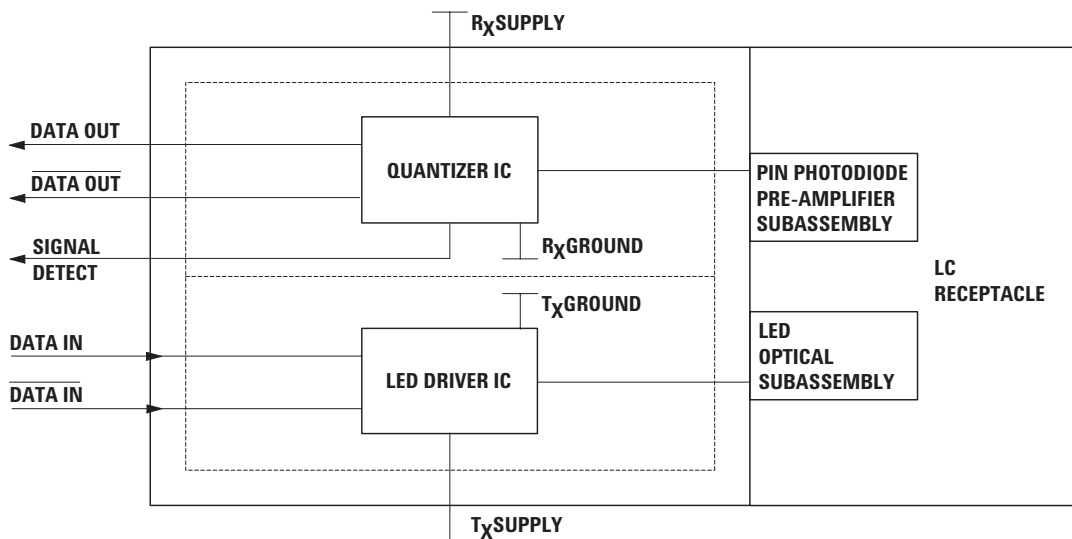 RXSUPPLY
DATA OUT
DATA OUT
SIGNAL
DETECT
QUANTIZER IC
RXGROUND
PIN PHOTODIODE
PRE-AMPLIFIER
SUBASSEMBLY
LC
RECEPTACLE
TXGROUND
DATA IN
DATA IN
LED DRIVER IC
LED
OPTICAL
SUBASSEMBLY
TXSUPPLY